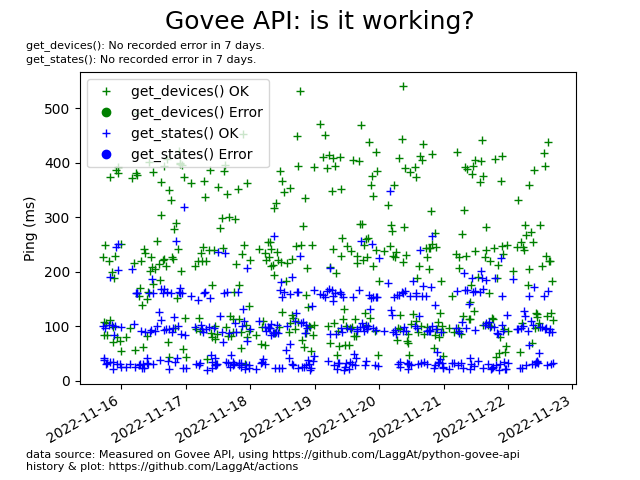 Govee API: is it working?
get_devices(): No recorded error in 7 days.
get_states(): No recorded error in 7 days.
get_devices() OK
get_devices() Error
get_states() OK
get_states() Error
Ping (ms)
500
400
300
200
100
0
2022-11-16
2022-11-17
2022-11-18
2022-11-19
2022-11-20
2022-11-21
2022-11-22
2022-11-23
data source: Measured on Govee API, using https://github.com/LaggAt/python-govee-api
history & plot: https://github.com/LaggAt/actions